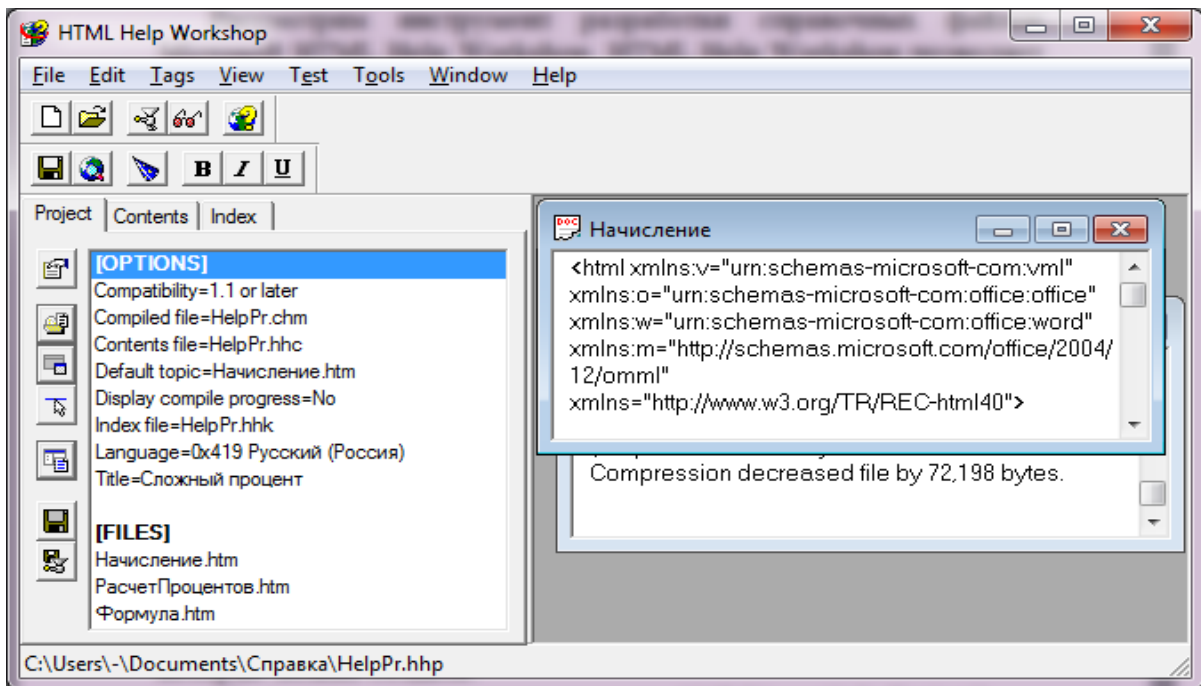 HTML Help Workshop
File Edit Tags View Test Tools Window Help
B I U
Project Contents Index
[OPTIONS]
Compatibility=1.1 or later
Compiled file=HelpPr.chm
Contents file=HelpPr.hhc
Default topic=Начисление.htm
Display compile progress=No
Index file=HelpPr.hhk
Language=0x419 Русский (Россия)
Title=Сложный процент
[FILES]
Начисление.htm
РасчетПроцентов.htm
Формула.htm
DOC Начисление
<html xmlns:v="urn:schemas-microsoft-com:vml"
xmlns:o="urn:schemas-microsoft-com:office:office"
xmlns:w="urn:schemas-microsoft-com:office:word"
xmlns:m="http://schemas.microsoft.com/office/2004/
12/omml"
xmlns="http://www.w3.org/TR/REC-html40">
Compression decreased file by 72,198 bytes.
C:\Users\-\Documents\Справка\HelpPr.hhp